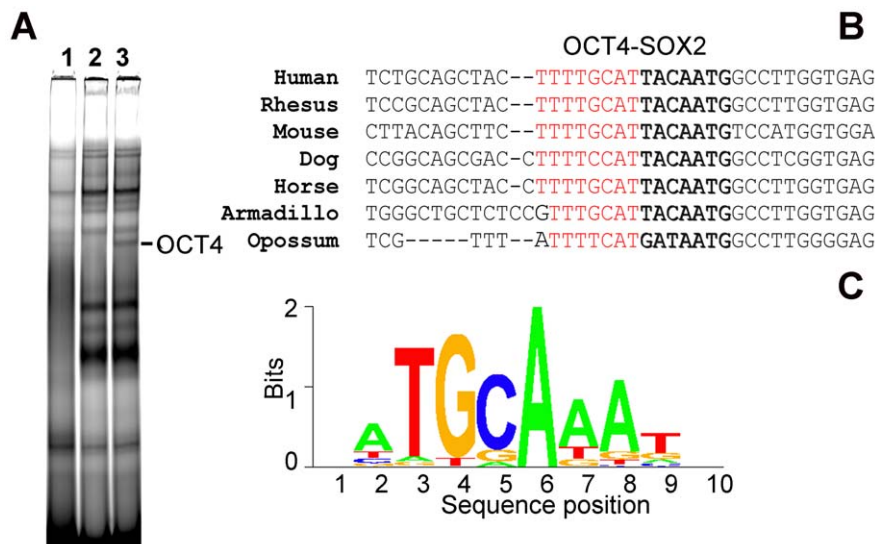 A
1 2 3
-OCT4
B
OCT4-SOX2
Human TCTGCAGCTAC--TTTTGCATTACAATGGCCTTGGTGAG
Rhesus TCCGCAGCTAC--TTTTGCATTACAATGGCCTTGGTGAG
Mouse CTTACAGCTTC--TTTTGCATTACAATGTCCATGGTGGA
Dog CCGGCAGCGAC-CTTTTCCATTACAATGGCCTCGGTGAG
Horse TCGGCAGCTAC-CTTTTGCATTACAATGGCCTTGGTGAG
Armadillo TGGGCTGCTCTCCGTTTGCATTACAATGGCCTTGGTGAG
Opossum TCG-----TTT--ATTTTCATGATAATGGCCTTGGGGAG
C
2
Bits
1
0
ATGCAAAT
1 2 3 4 5 6 7 8 9 10
Sequence position